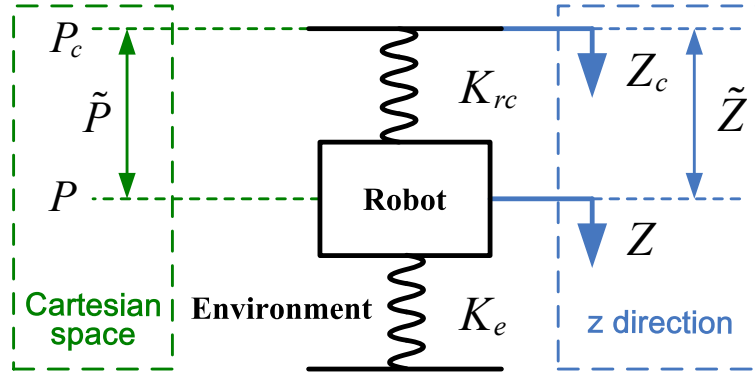 P_c
K_rc
Z_c
P̃
Z̃
P
Robot
Z
Cartesian
space
Environment
K_e
z direction